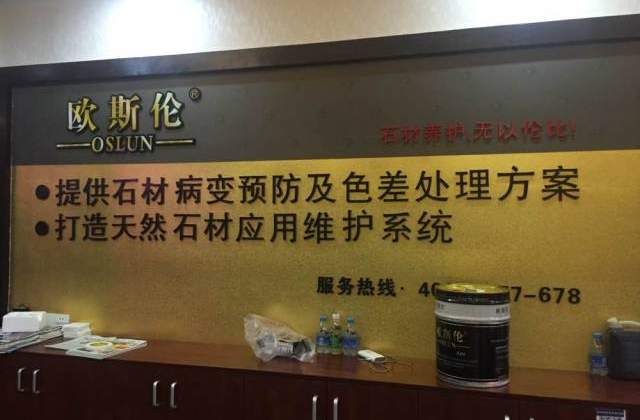 欧斯伦®
OSLUN
石材养护,无以伦比!
●提供石材病变预防及色差处理方案
●打造天然石材应用维护系统
服务热线·
7-678
欧斯伦
OSLUN